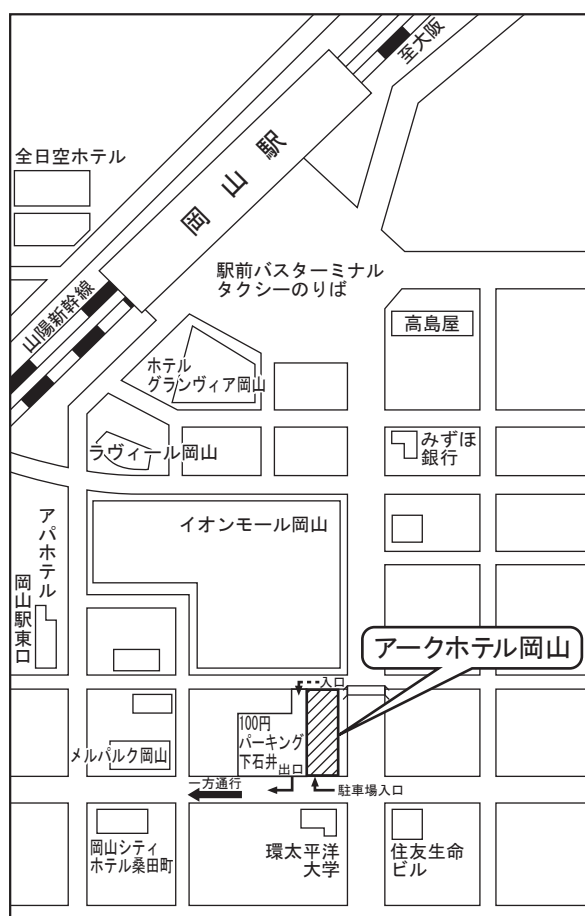 至大阪
全日空ホテル
岡山駅
駅前バスターミナル
タクシーのりば
山陽新幹線
高島屋
ホテル
グランヴィア岡山
ラヴィール岡山
みずほ
銀行
アパホテル
岡山駅東口
イオンモール岡山
アークホテル岡山
入口
100円
パーキング
下石井
出口
メルパルク岡山
一方通行
駐車場入口
岡山シティ
ホテル桑田町
環太平洋
大学
住友生命
ビル